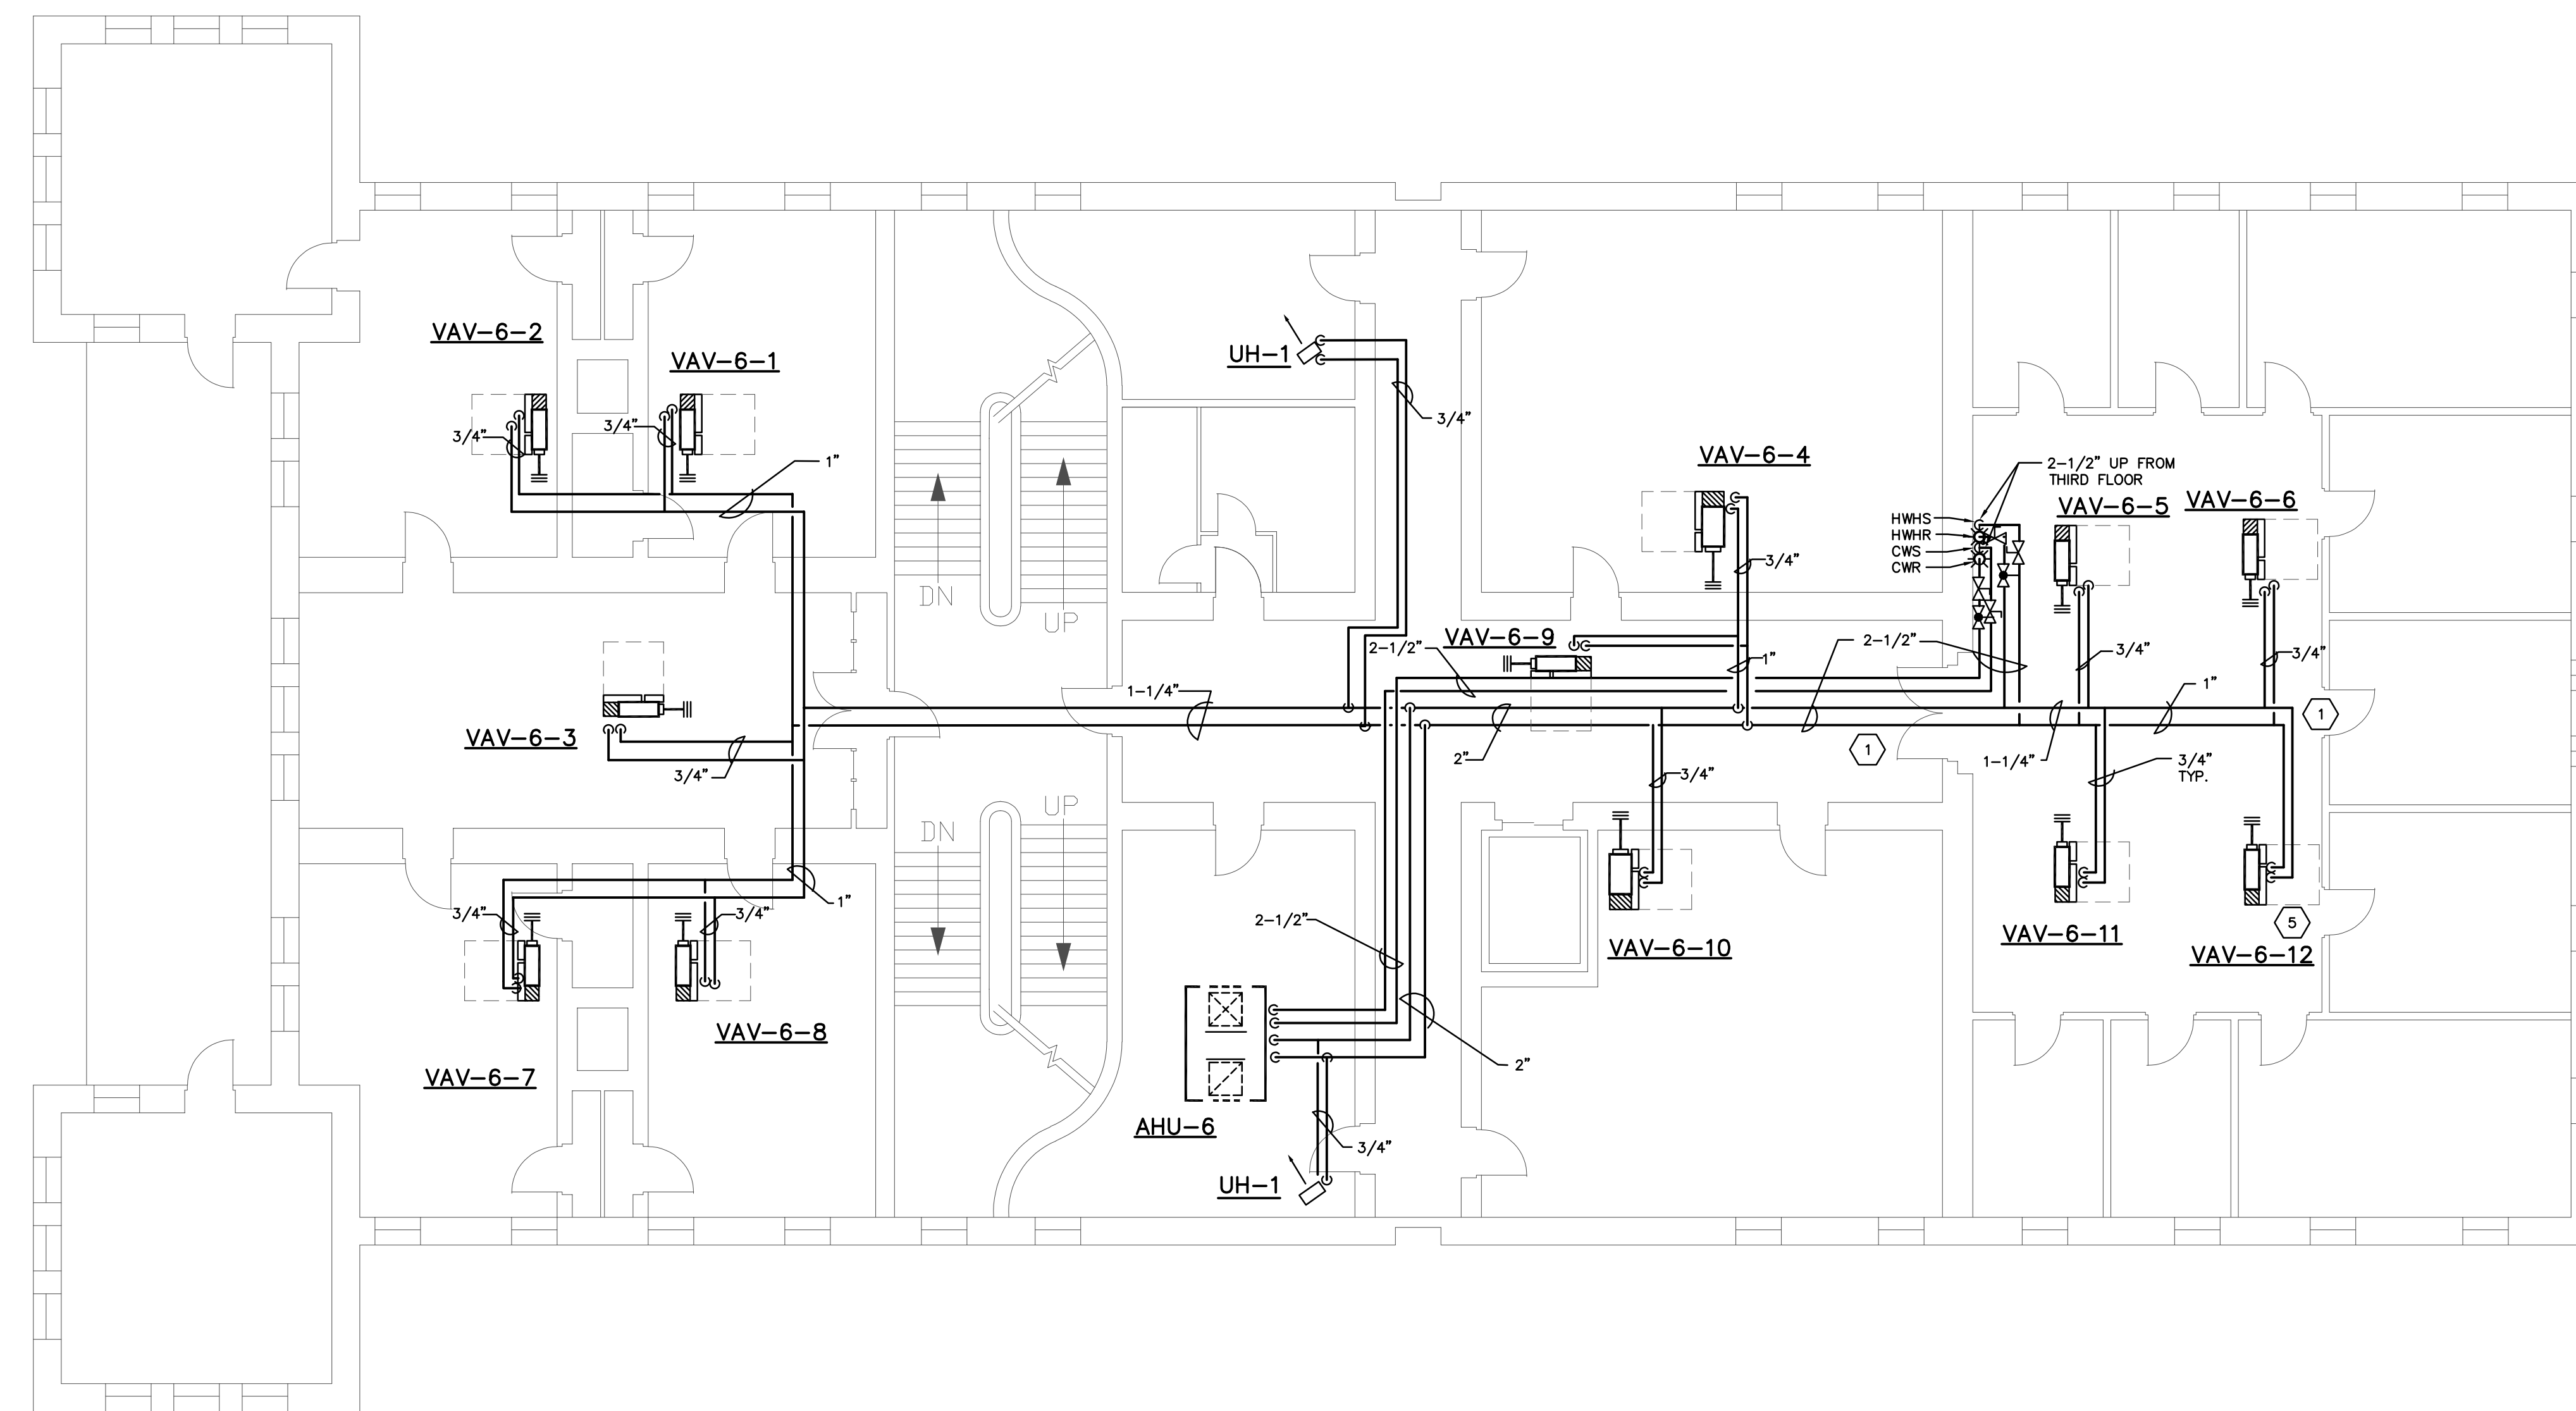 VAV-6-2
VAV-6-1
UH-1
3/4"
3/4"
3/4"
1"
VAV-6-4
2-1/2" UP FROM
THIRD FLOOR
VAV-6-5
VAV-6-6
HWHS
HWHR
CWS
CWR
3/4"
DN
UP
VAV-6-9
2-1/2"
1"
2-1/2"
3/4"
3/4"
1-1/4"
1"
1
VAV-6-3
3/4"
2"
1
1-1/4"
3/4"
TYP.
3/4"
DN
UP
1"
3/4"
3/4"
2-1/2"
VAV-6-10
VAV-6-11
5
VAV-6-12
VAV-6-8
VAV-6-7
2"
AHU-6
3/4"
UH-1